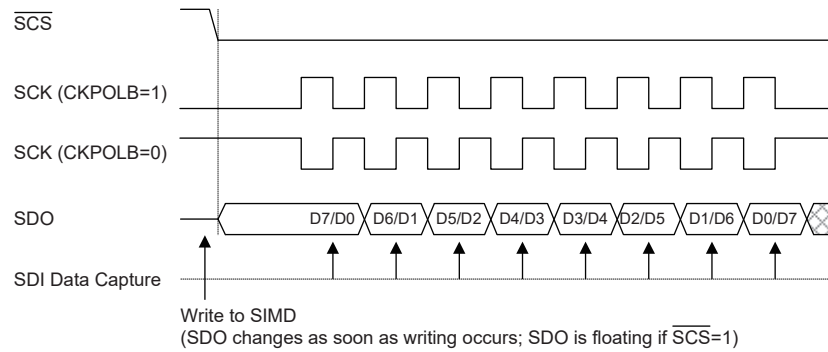 SCS
SCK (CKPOLB=1)
SCK (CKPOLB=0)
SDO
D7/D0 D6/D1 D5/D2 D4/D3 D3/D4 D2/D5 D1/D6 D0/D7
SDI Data Capture
Write to SIMD
(SDO changes as soon as writing occurs; SDO is floating if SCS=1)